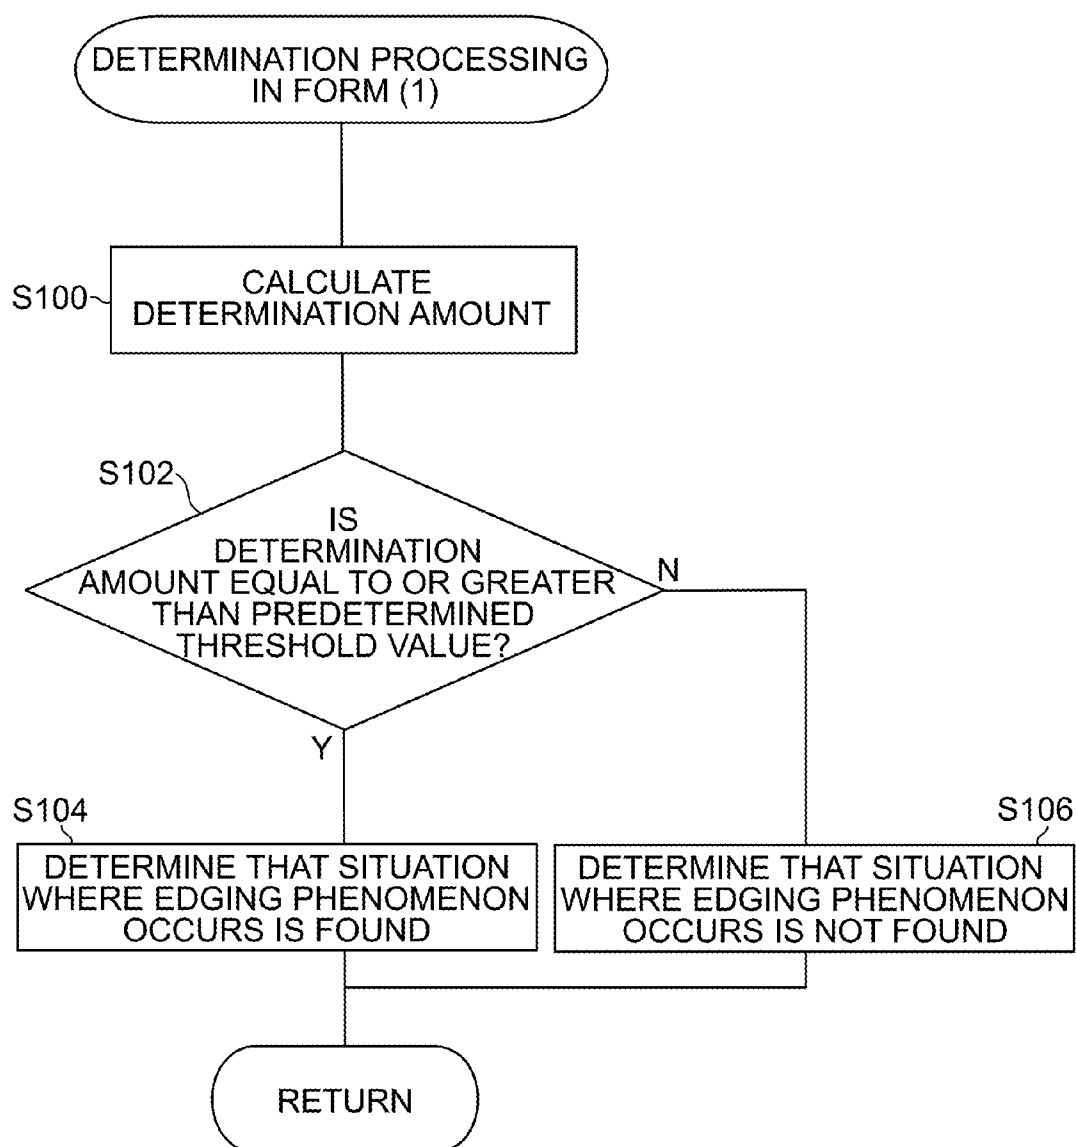 DETERMINATION PROCESSING
IN FORM (1)
S100
CALCULATE
DETERMINATION AMOUNT
S102
IS
DETERMINATION
AMOUNT EQUAL TO OR GREATER
THAN PREDETERMINED
THRESHOLD VALUE?
N
Y
S104
DETERMINE THAT SITUATION
WHERE EDGING PHENOMENON
OCCURS IS FOUND
S106
DETERMINE THAT SITUATION
WHERE EDGING PHENOMENON
OCCURS IS NOT FOUND
RETURN